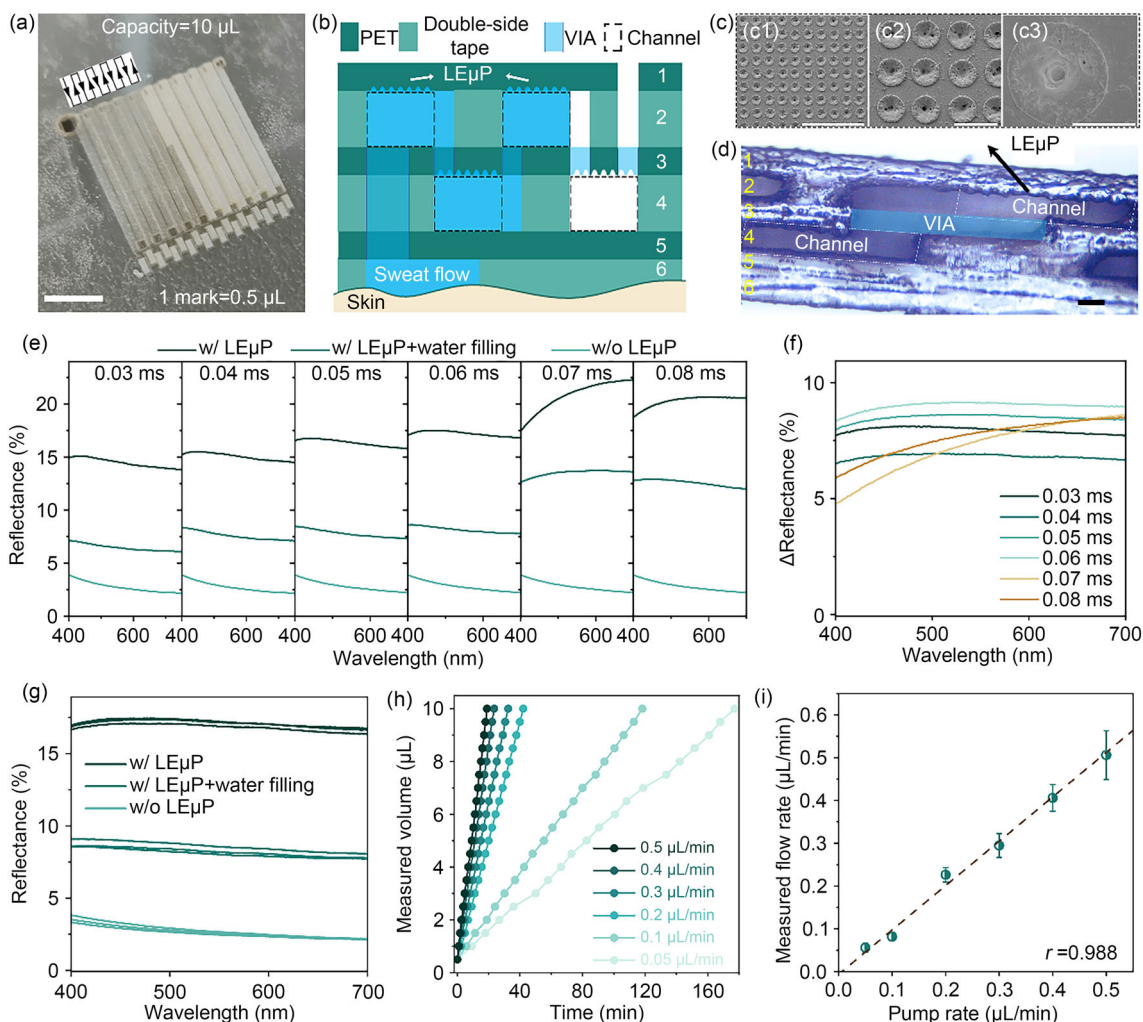 (a)
Capacity=10 µL
1 mark=0.5 µL
(b)
PET
Double-side
tape
VIA
Channel
LEµP
1
2
3
4
5
6
Sweat flow
Skin
(c)
(c1)
(c2)
(c3)
(d)
LEµP
1
2
3
4
5
6
Channel
VIA
Channel
(e)
w/ LEµP
w/ LEµP+water filling
w/o LEµP
0.03 ms
0.04 ms
0.05 ms
0.06 ms
0.07 ms
0.08 ms
Reflectance (%)
20
15
10
5
0
400
600
400
600
400
600
400
600
400
600
400
600
Wavelength (nm)
(f)
ΔReflectance (%)
10
5
0
0.03 ms
0.04 ms
0.05 ms
0.06 ms
0.07 ms
0.08 ms
400
500
600
700
Wavelength (nm)
(g)
Reflectance (%)
15
10
5
0
w/ LEµP
w/ LEµP+water filling
w/o LEµP
400
500
600
700
Wavelength (nm)
(h)
Measured volume (µL)
10
8
6
4
2
0
0.5 µL/min
0.4 µL/min
0.3 µL/min
0.2 µL/min
0.1 µL/min
0.05 µL/min
0
40
80
120
160
Time (min)
(i)
Measured flow rate (µL/min)
0.6
0.5
0.4
0.3
0.2
0.1
0.0
r =0.988
0.0
0.1
0.2
0.3
0.4
0.5
Pump rate (µL/min)